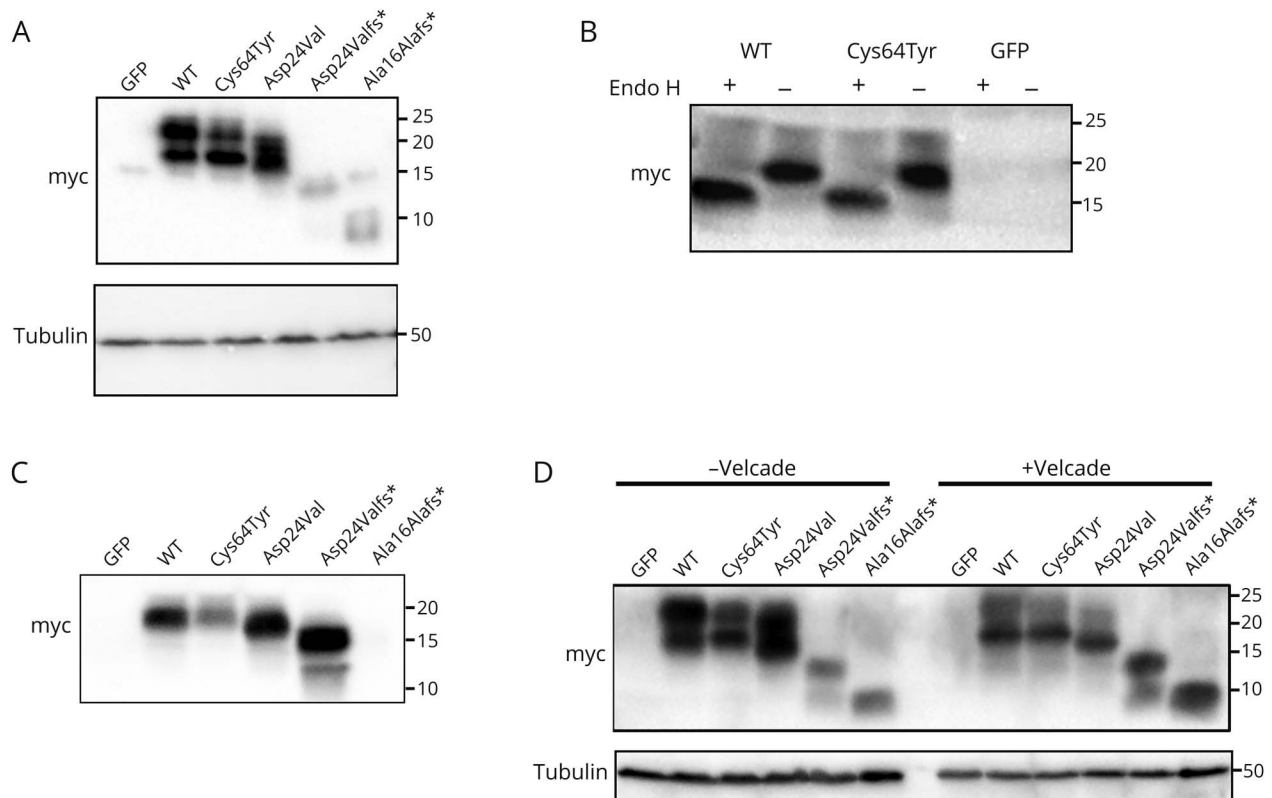 A
GFP WT Cys64Tyr Asp24Val Asp24Valfs* Ala16Alafs*
25
20
myc 15
10
Tubulin 50
B
WT Cys64Tyr GFP
Endo H + – + – + –
25
myc 20
15
C
GFP WT Cys64Tyr Asp24Val Asp24Valfs* Ala16Alafs*
20
myc 15
10
D
–Velcade +Velcade
GFP WT Cys64Tyr Asp24Val Asp24Valfs* Ala16Alafs* GFP WT Cys64Tyr Asp24Val Asp24Valfs* Ala16Alafs*
25
20
myc 15
10
Tubulin 50